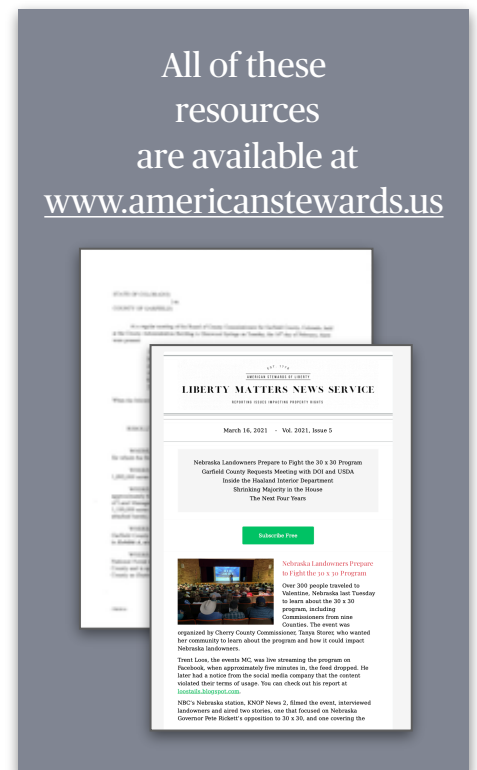 All of these
resources
are available at
www.americanstewards.us
STATE OF COLORADO
COUNTY OF GARFIELD
EST. 1992
AMERICAN STEWARDS OF LIBERTY
LIBERTY MATTERS NEWS SERVICE
REPORTING ISSUES IMPACTING PROPERTY RIGHTS
March 16, 2021 - Vol. 2021, Issue 5
Nebraska Landowners Prepare to Fight the 30 x 30 Program
Garfield County Requests Meeting with DOI and USDA
Inside the Haaland Interior Department
Shrinking Majority in the House
The Next Four Years
Subscribe Free
Nebraska Landowners Prepare
to Fight the 30 x 30 Program
Over 300 people traveled to
Valentine, Nebraska last Tuesday
to learn about the 30 x 30
program, including
Commissioners from nine
Counties. The event was
organized by Cherry County Commissioner, Tanya Storer, who wanted
her community to learn about the program and how it could impact
Nebraska landowners.
Trent Loos, the events MC, was live streaming the program on
Facebook, when approximately five minutes in, the feed dropped. He
later had a notice from the social media company that the content
violated their terms of usage. You can check out his report at
loostails.blogspot.com.
NBC's Nebraska station, KNOP News 2, filmed the event, interviewed
landowners and aired two stories, one that focused on Nebraska
Governor Pete Rickett's opposition to 30 x 30, and one covering the